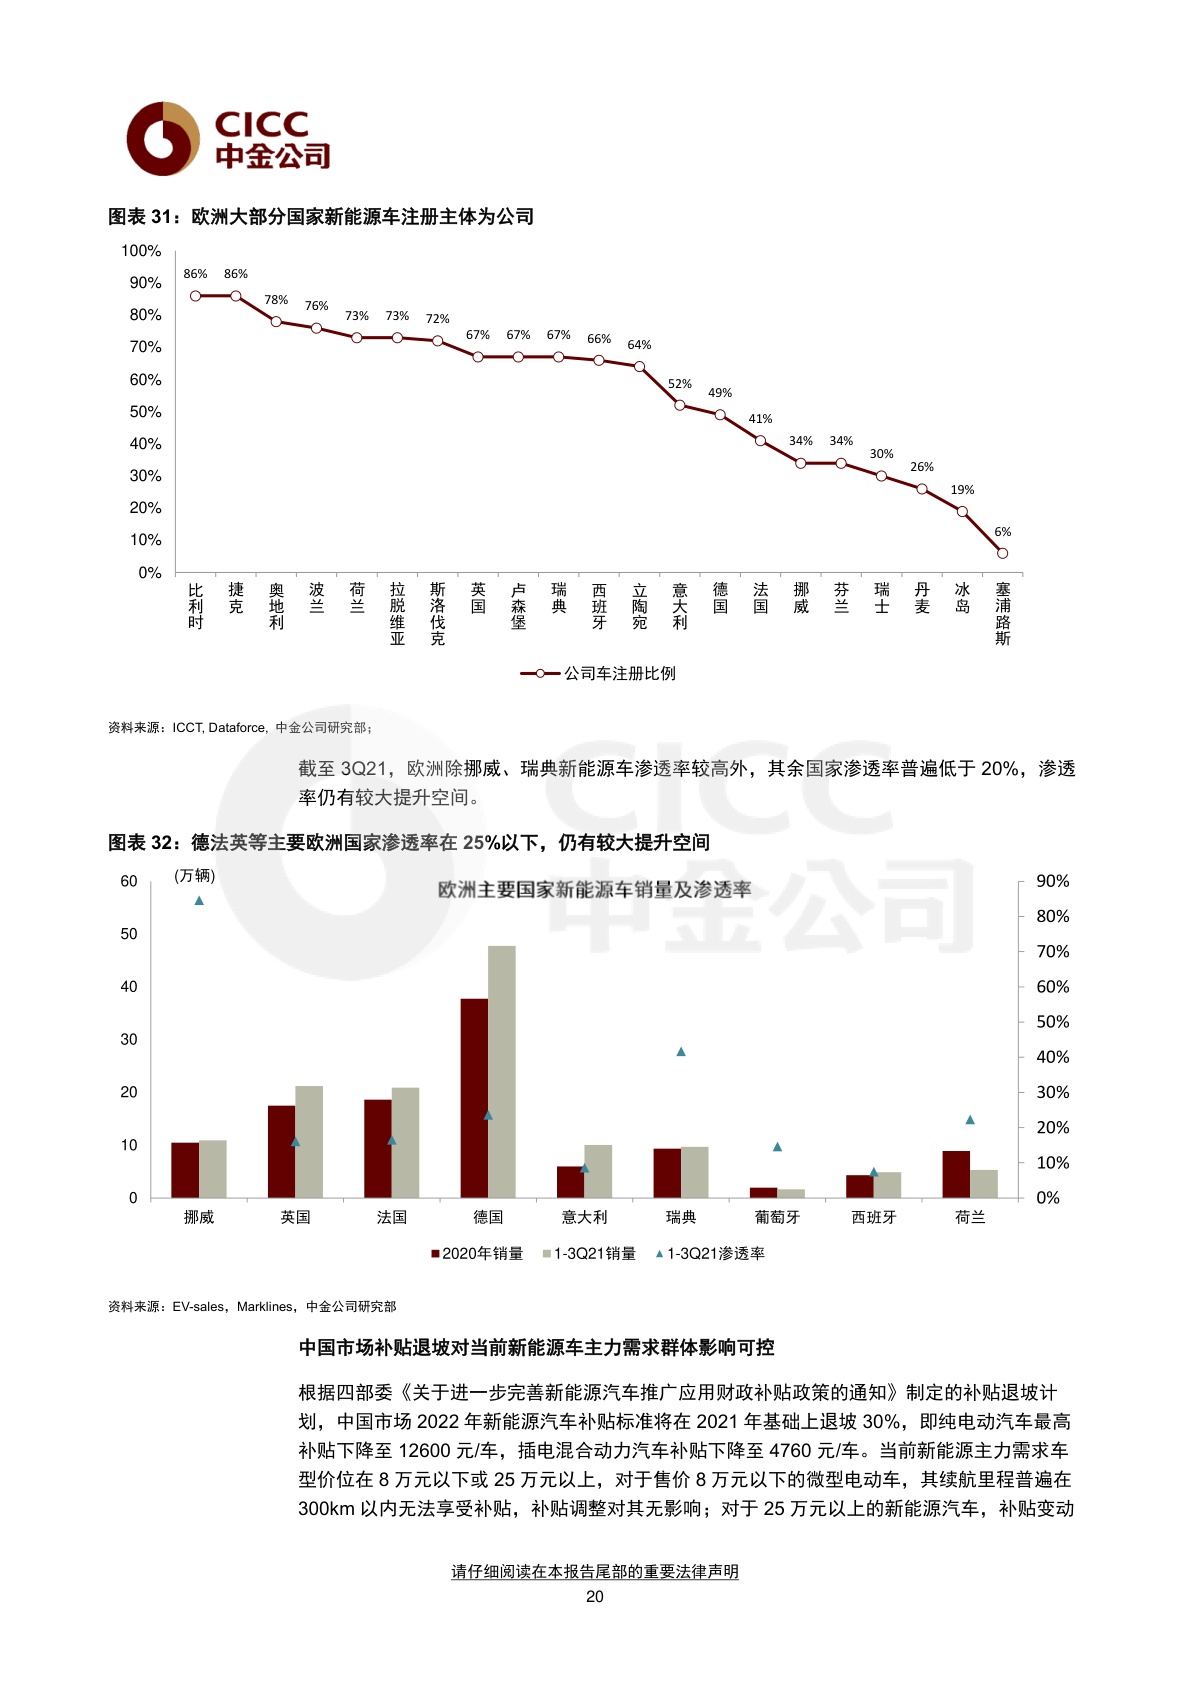 CICC
中金公司
图表 31：欧洲大部分国家新能源车注册主体为公司
100%
90%
80%
70%
60%
50%
40%
30%
20%
10%
0%
86%
86%
78%
76%
73%
73%
72%
67%
67%
67%
66%
64%
52%
49%
41%
34%
34%
30%
26%
19%
6%
比利时
捷克
奥地利
波兰
荷兰
拉脱维亚
斯洛伐克
英国
卢森堡
瑞典
西班牙
立陶宛
意大利
德国
法国
挪威
芬兰
瑞士
丹麦
冰岛
塞浦路斯
公司车注册比例
资料来源：ICCT, Dataforce, 中金公司研究部；
截至 3Q21，欧洲除挪威、瑞典新能源车渗透率较高外，其余国家渗透率普遍低于 20%，渗透
率仍有较大提升空间。
图表 32：德法英等主要欧洲国家渗透率在 25%以下，仍有较大提升空间
(万辆)
欧洲主要国家新能源车销量及渗透率
60
50
40
30
20
10
0
90%
80%
70%
60%
50%
40%
30%
20%
10%
0%
挪威
英国
法国
德国
意大利
瑞典
葡萄牙
西班牙
荷兰
2020年销量
1-3Q21销量
1-3Q21渗透率
资料来源：EV-sales，Marklines，中金公司研究部
中国市场补贴退坡对当前新能源车主力需求群体影响可控
根据四部委《关于进一步完善新能源汽车推广应用财政补贴政策的通知》制定的补贴退坡计
划，中国市场 2022 年新能源汽车补贴标准将在 2021 年基础上退坡 30%，即纯电动汽车最高
补贴下降至 12600 元/车，插电混合动力汽车补贴下降至 4760 元/车。当前新能源主力需求车
型价位在 8 万元以下或 25 万元以上，对于售价 8 万元以下的微型电动车，其续航里程普遍在
300km 以内无法享受补贴，补贴调整对其无影响；对于 25 万元以上的新能源汽车，补贴变动
请仔细阅读在本报告尾部的重要法律声明
20
CICC
中金公司